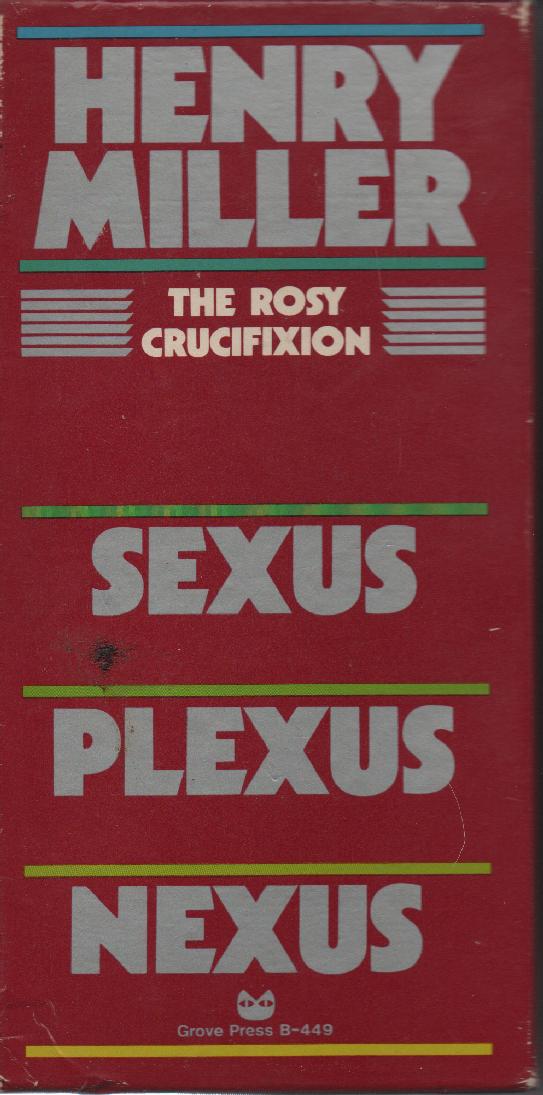 HENRY
MILLER
THE ROSY
CRUCIFIXION
SEXUS
PLEXUS
NEXUS
Grove Press B-449